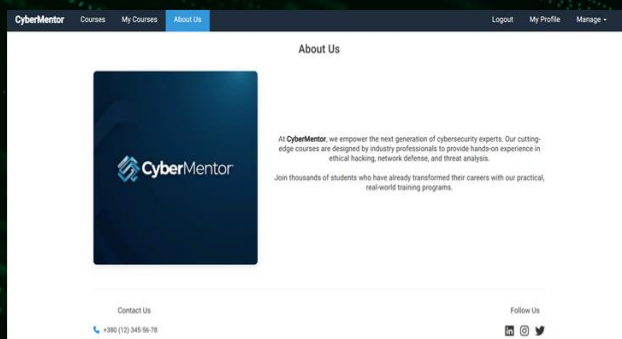 CyberMentor Courses My Courses About Us Logout My Profile Manage
About Us
CyberMentor
At CyberMentor, we empower the next generation of cybersecurity experts. Our cutting-
edge courses are designed by industry professionals to provide hands-on experience in
ethical hacking, network defense, and threat analysis.
Join thousands of students who have already transformed their careers with our practical,
real-world training programs.
Contact Us
+380 (12) 345-56-78
Follow Us
in